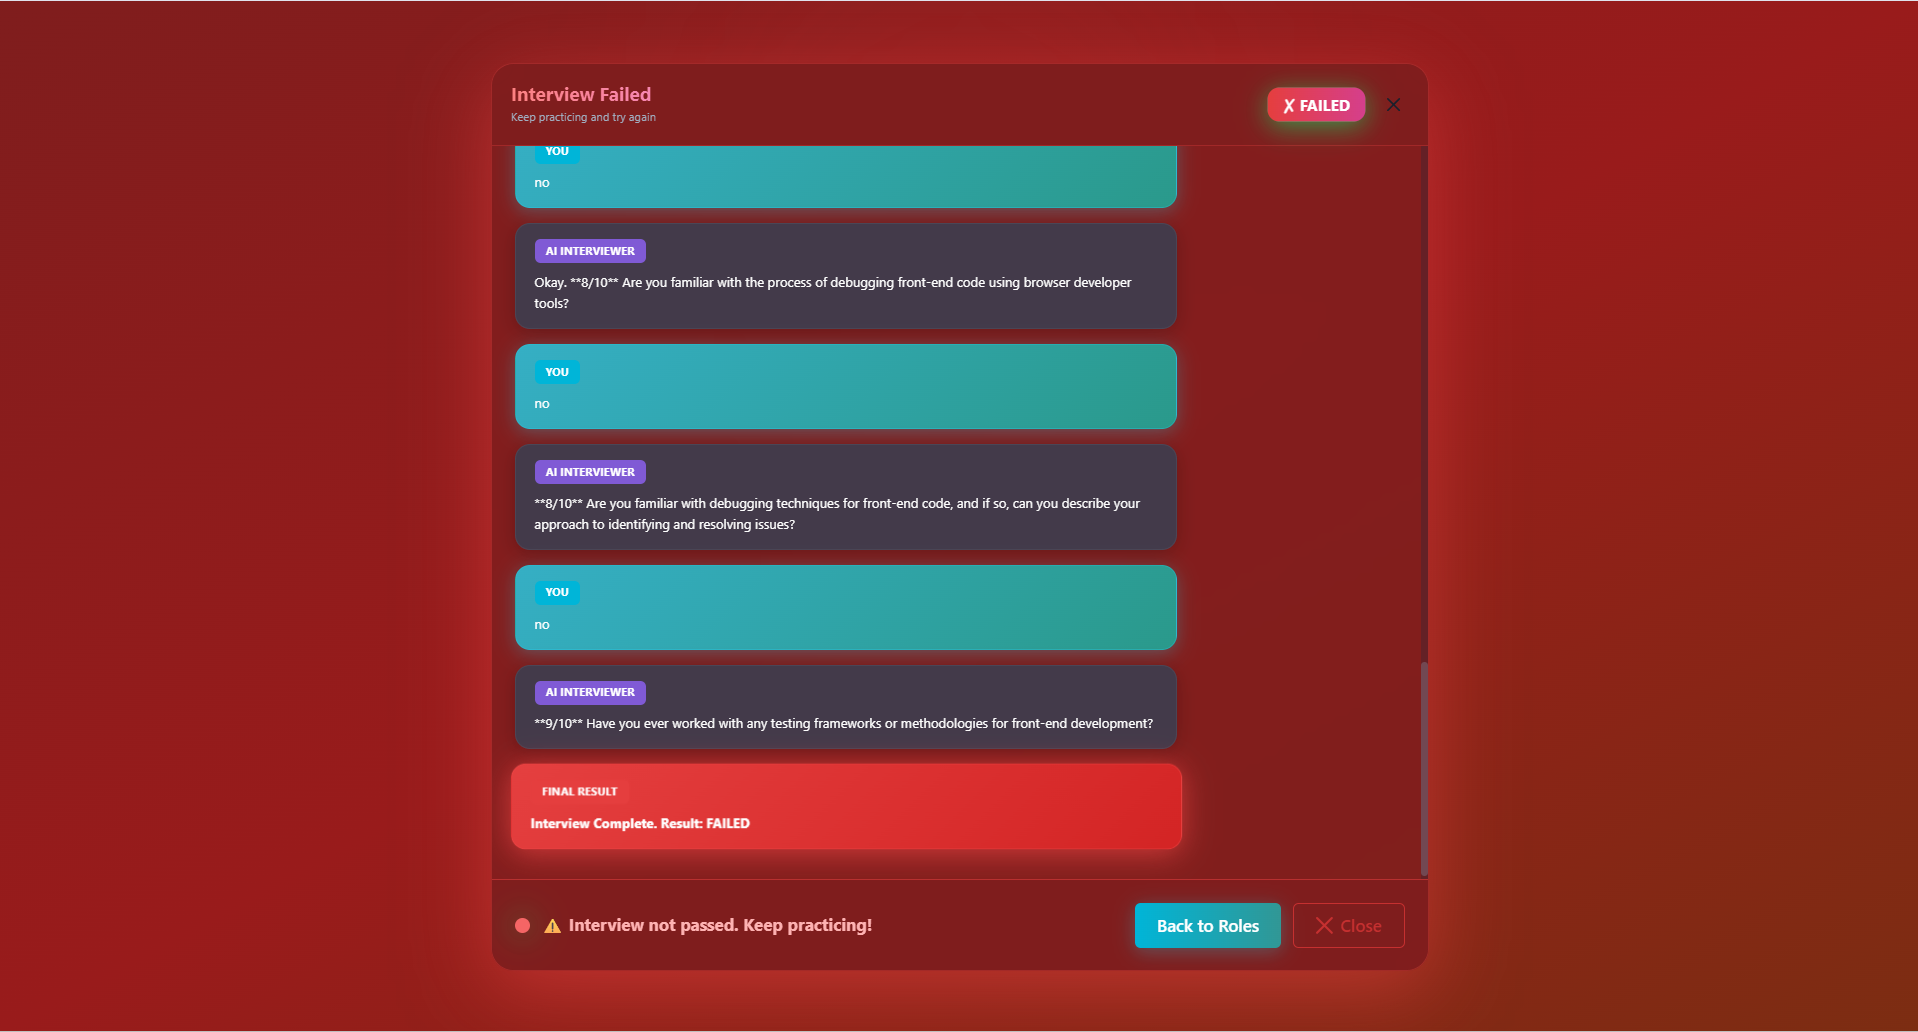 Interview Failed
Keep practicing and try again
✗ FAILED
YOU
no
AI INTERVIEWER
Okay. **8/10** Are you familiar with the process of debugging front-end code using browser developer
tools?
YOU
no
AI INTERVIEWER
**8/10** Are you familiar with debugging techniques for front-end code, and if so, can you describe your
approach to identifying and resolving issues?
YOU
no
AI INTERVIEWER
**9/10** Have you ever worked with any testing frameworks or methodologies for front-end development?
FINAL RESULT
Interview Complete. Result: FAILED
⚠️ Interview not passed. Keep practicing!
Back to Roles
Close